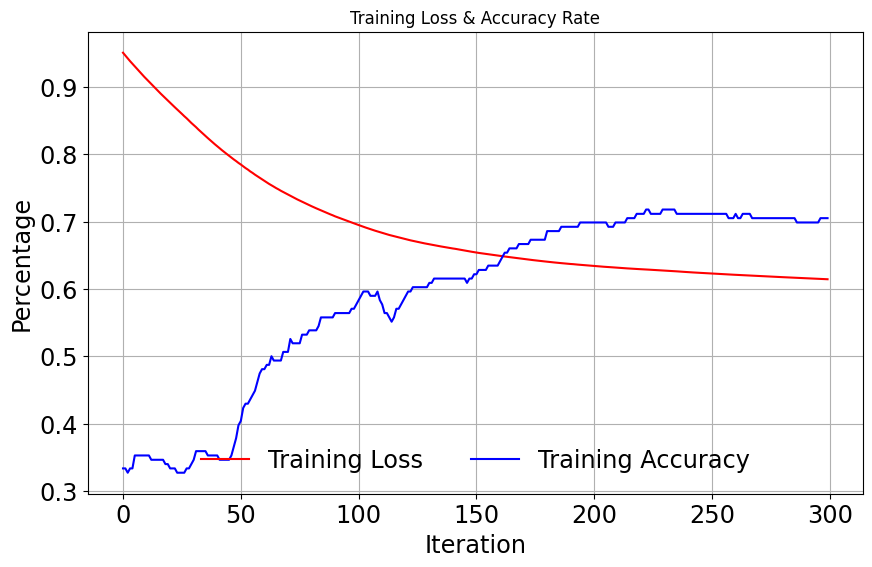 Training Loss & Accuracy Rate
Percentage
0.9
0.8
0.7
0.6
0.5
0.4
0.3
Training Loss Training Accuracy
0 50 100 150 200 250 300
Iteration